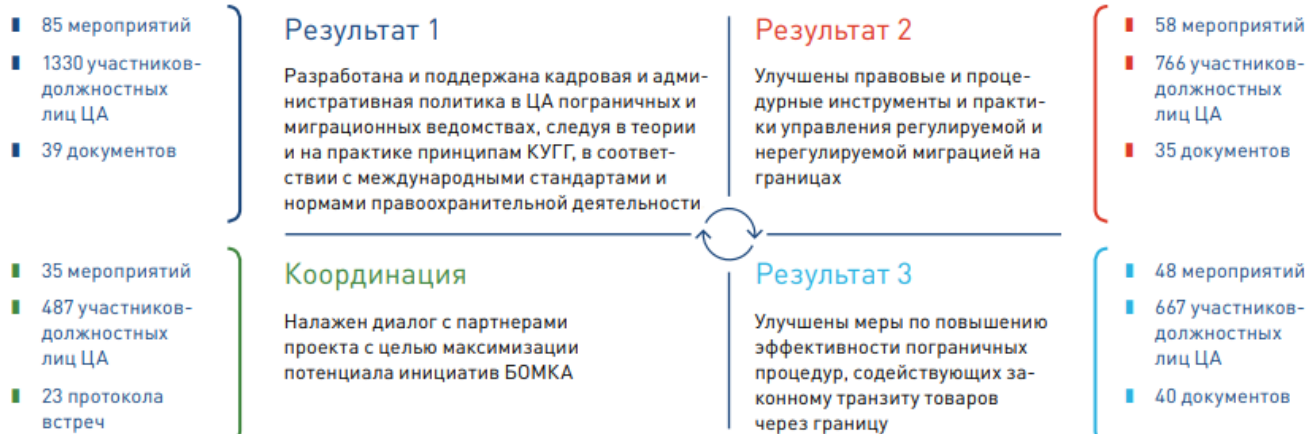 85 мероприятий
1330 участников-
должностных
лиц ЦА
39 документов
Результат 1
Разработана и поддержана кадровая и адми-
нистративная политика в ЦА пограничных и
миграционных ведомствах, следуя в теории
и на практике принципам КУГГ, в соответ-
ствии с международными стандартами и
нормами правоохранительной деятельности
Результат 2
Улучшены правовые и проце-
дурные инструменты и практи-
ки управления регулируемой и
нерегулируемой миграцией на
границах
58 мероприятий
766 участников-
должностных
лиц ЦА
35 документов
35 мероприятий
487 участников-
должностных
лиц ЦА
23 протокола
встреч
Координация
Налажен диалог с партнерами
проекта с целью максимизации
потенциала инициатив БОМКА
Результат 3
Улучшены меры по повышению
эффективности пограничных
процедур, содействующих за-
конному транзиту товаров
через границу
48 мероприятий
667 участников-
должностных
лиц ЦА
40 документов